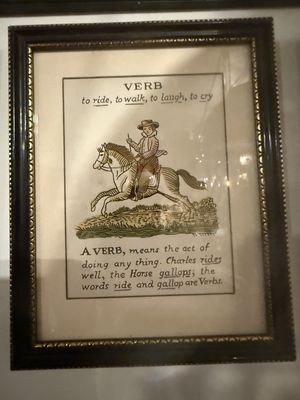 VERB
to ride, to walk, to laugh, to cry
A VERB, means the act of
doing any thing. Charles rides
well, the Horse gallops; the
words ride and gallop are Verbs.